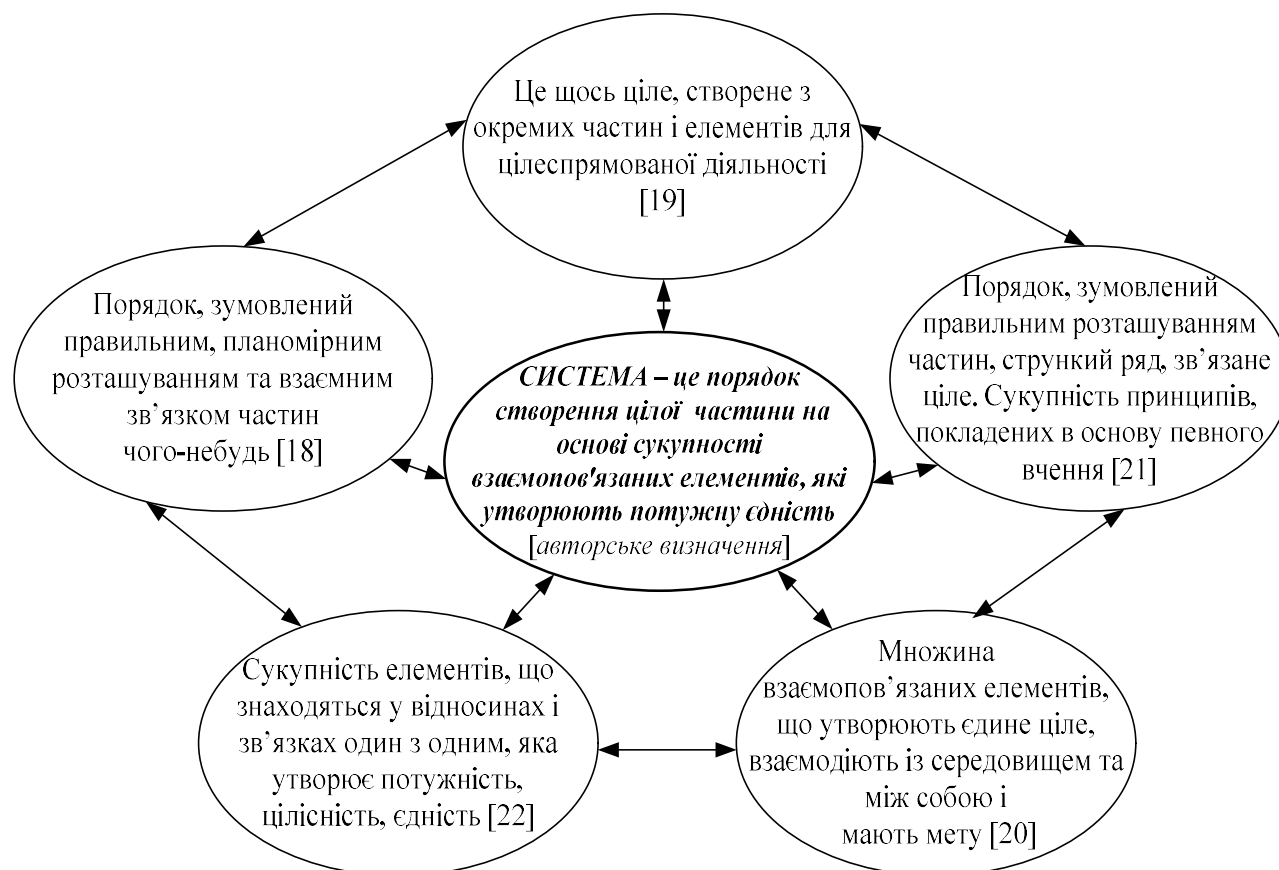 Це щось ціле, створене з
окремих частин і елементів для
цілеспрямованої діяльності
[19]
Порядок, зумовлений
правильним, планомірним
розташуванням та взаємним
зв’язком частин
чого-небудь [18]
Порядок, зумовлений
правильним розташуванням
частин, стрункий ряд, зв’язане
ціле. Сукупність принципів,
покладених в основу певного
вчення [21]
СИСТЕМА – це порядок
створення цілої частини на
основі сукупності
взаємопов'язаних елементів, які
утворюють потужну єдність
[авторське визначення]
Сукупність елементів, що
знаходяться у відносинах і
зв’язках один з одним, яка
утворює потужність,
цілісність, єдність [22]
Множина
взаємопов’язаних елементів,
що утворюють єдине ціле,
взаємодіють із середовищем та
між собою і
мають мету [20]